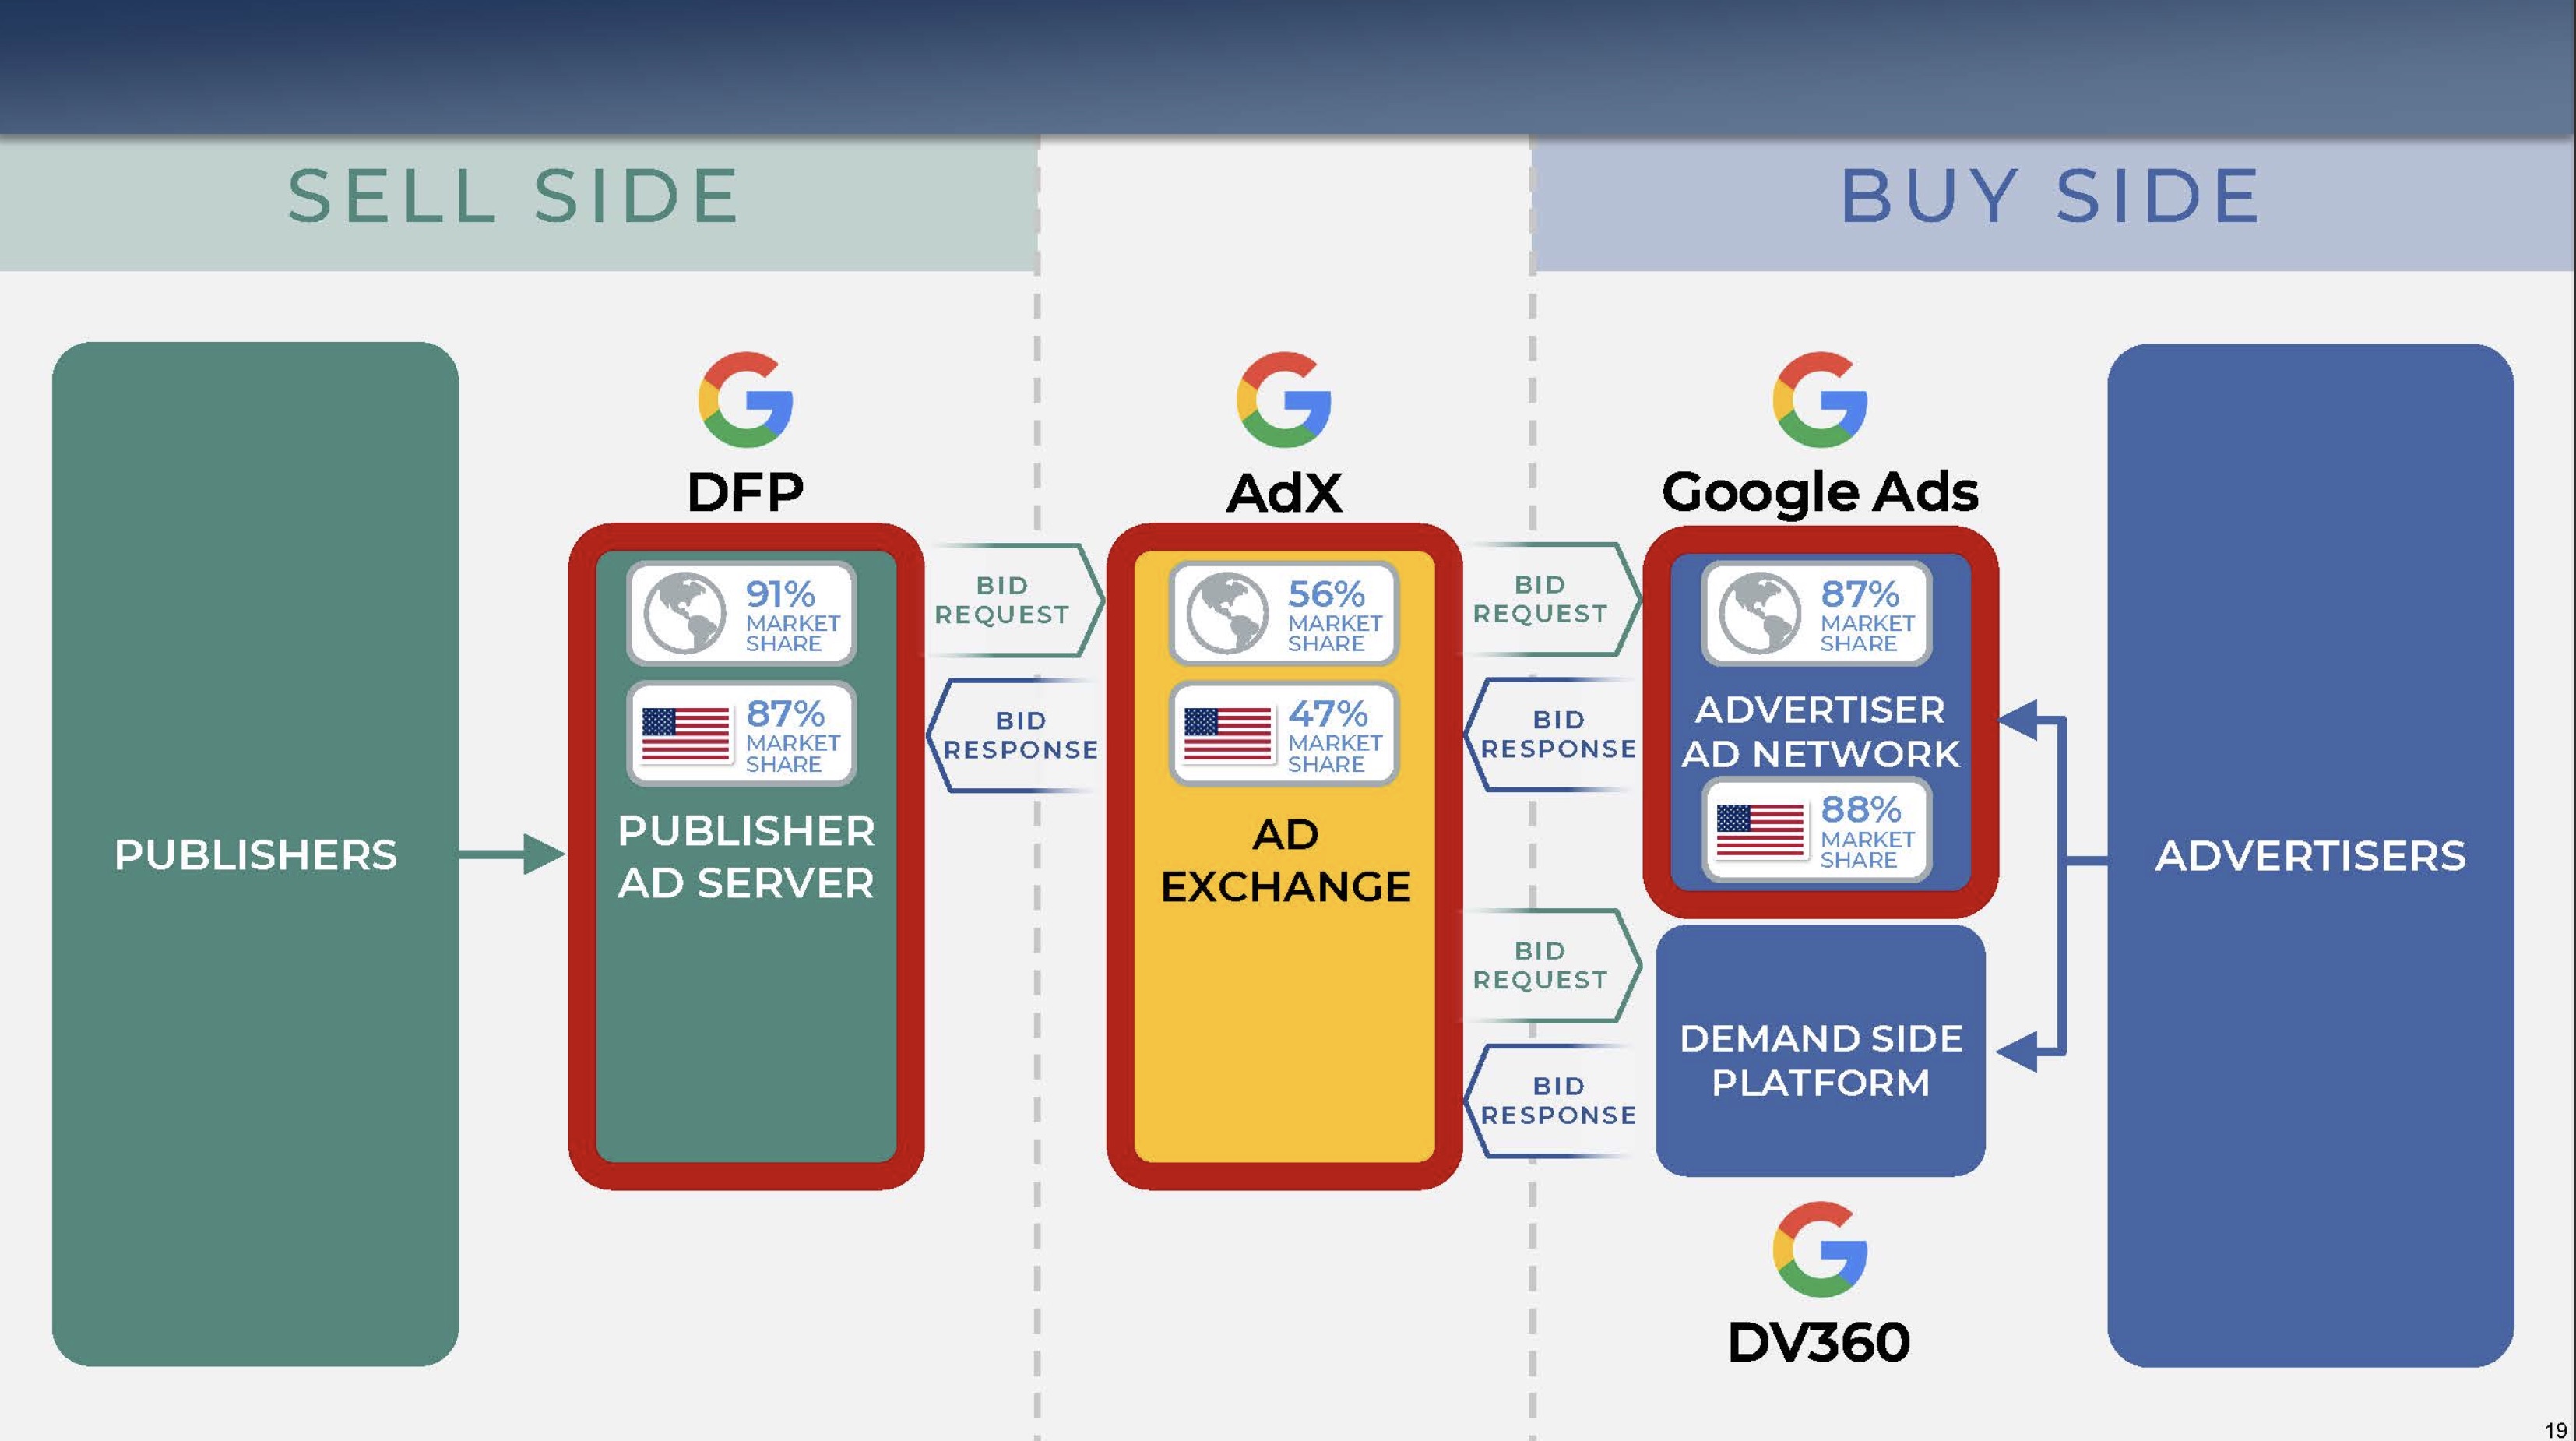 SELL SIDE
BUY SIDE
PUBLISHERS
DFP
91%
MARKET
SHARE
87%
MARKET
SHARE
PUBLISHER
AD SERVER
BID
REQUEST
BID
RESPONSE
AdX
56%
MARKET
SHARE
47%
MARKET
SHARE
AD
EXCHANGE
BID
REQUEST
BID
RESPONSE
BID
REQUEST
BID
RESPONSE
Google Ads
87%
MARKET
SHARE
ADVERTISER
AD NETWORK
88%
MARKET
SHARE
DEMAND SIDE
PLATFORM
DV360
ADVERTISERS
19